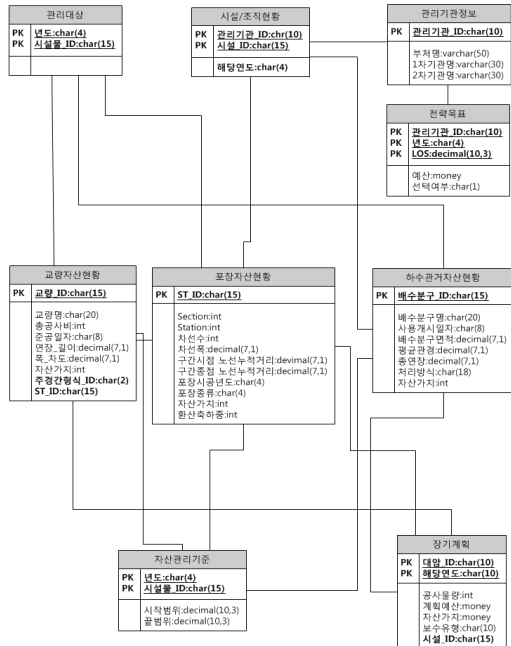 관리대상
PK 년도:char(4)
PK 시설물_ID:char(15)
시설/조직현황
PK 관리기관_ID:chr(10)
PK 시설_ID:char(15)
해당연도:char(4)
관리기관정보
PK 관리기관_ID:char(10)
부처명:varchar(50)
1차기관명:varchar(30)
2차기관명:varchar(30)
전략목표
PK 관리기관_ID:char(10)
PK 년도:char(4)
PK LOS:decimal(10,3)
예산:money
선택여부:char(1)
교량자산현황
PK 교량_ID:char(15)
교량명:char(20)
총공사비:int
준공일자:char(8)
연장_길이:decimal(7,1)
폭_차도:decimal(7,1)
자산가치:int
주경간형식_ID:char(2)
ST_ID:char(15)
포장자산현황
PK ST_ID:char(15)
Section:int
Station:int
차선수:int
차선폭:decimal(7,1)
구간시점 노선누적거리:devimal(7,1)
구간종점 노선누적거리:decimal(7,1)
포장시공년도:char(4)
포장종류:char(4)
자산가치:int
환산축하중:int
하수관거자산현황
PK 배수분구_ID:char(15)
배수분구명:char(20)
사용개시일자:char(8)
배수분구면적:decimal(7,1)
평균관경:decimal(7,1)
총연장:decimal(7,1)
처리방식:char(18)
자산가치:int
자산관리기준
PK 년도:char(4)
PK 시설물_ID:char(15)
시작범위:decimal(10,3)
끝범위:decimal(10,3)
장기계획
PK 대안_ID:char(10)
PK 해당연도:char(10)
공사물량:int
계획예산:money
자산가치:money
보수유형:char(10)
시설_ID:char(15)